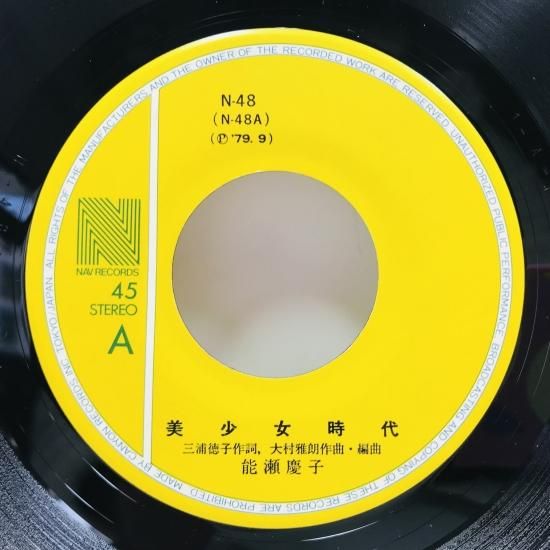 N-48
(N-48A)
(℗ '79. 9)
NAV RECORDS
45
STEREO
A
美少女時代
三浦徳子作詞, 大村雅朗作曲・編曲
能瀬慶子
MADE BY CANYON RECORDS INC. TOKYO/JAPAN. ALL RIGHTS OF THE MANUFACTURERS AND THE OWNER OF THE RECORDED WORK ARE RESERVED. UNAUTHORIZED PUBLIC PERFORMANCE BROADCASTING AND COPYING OF THESE RECORDS ARE PROHIBITED